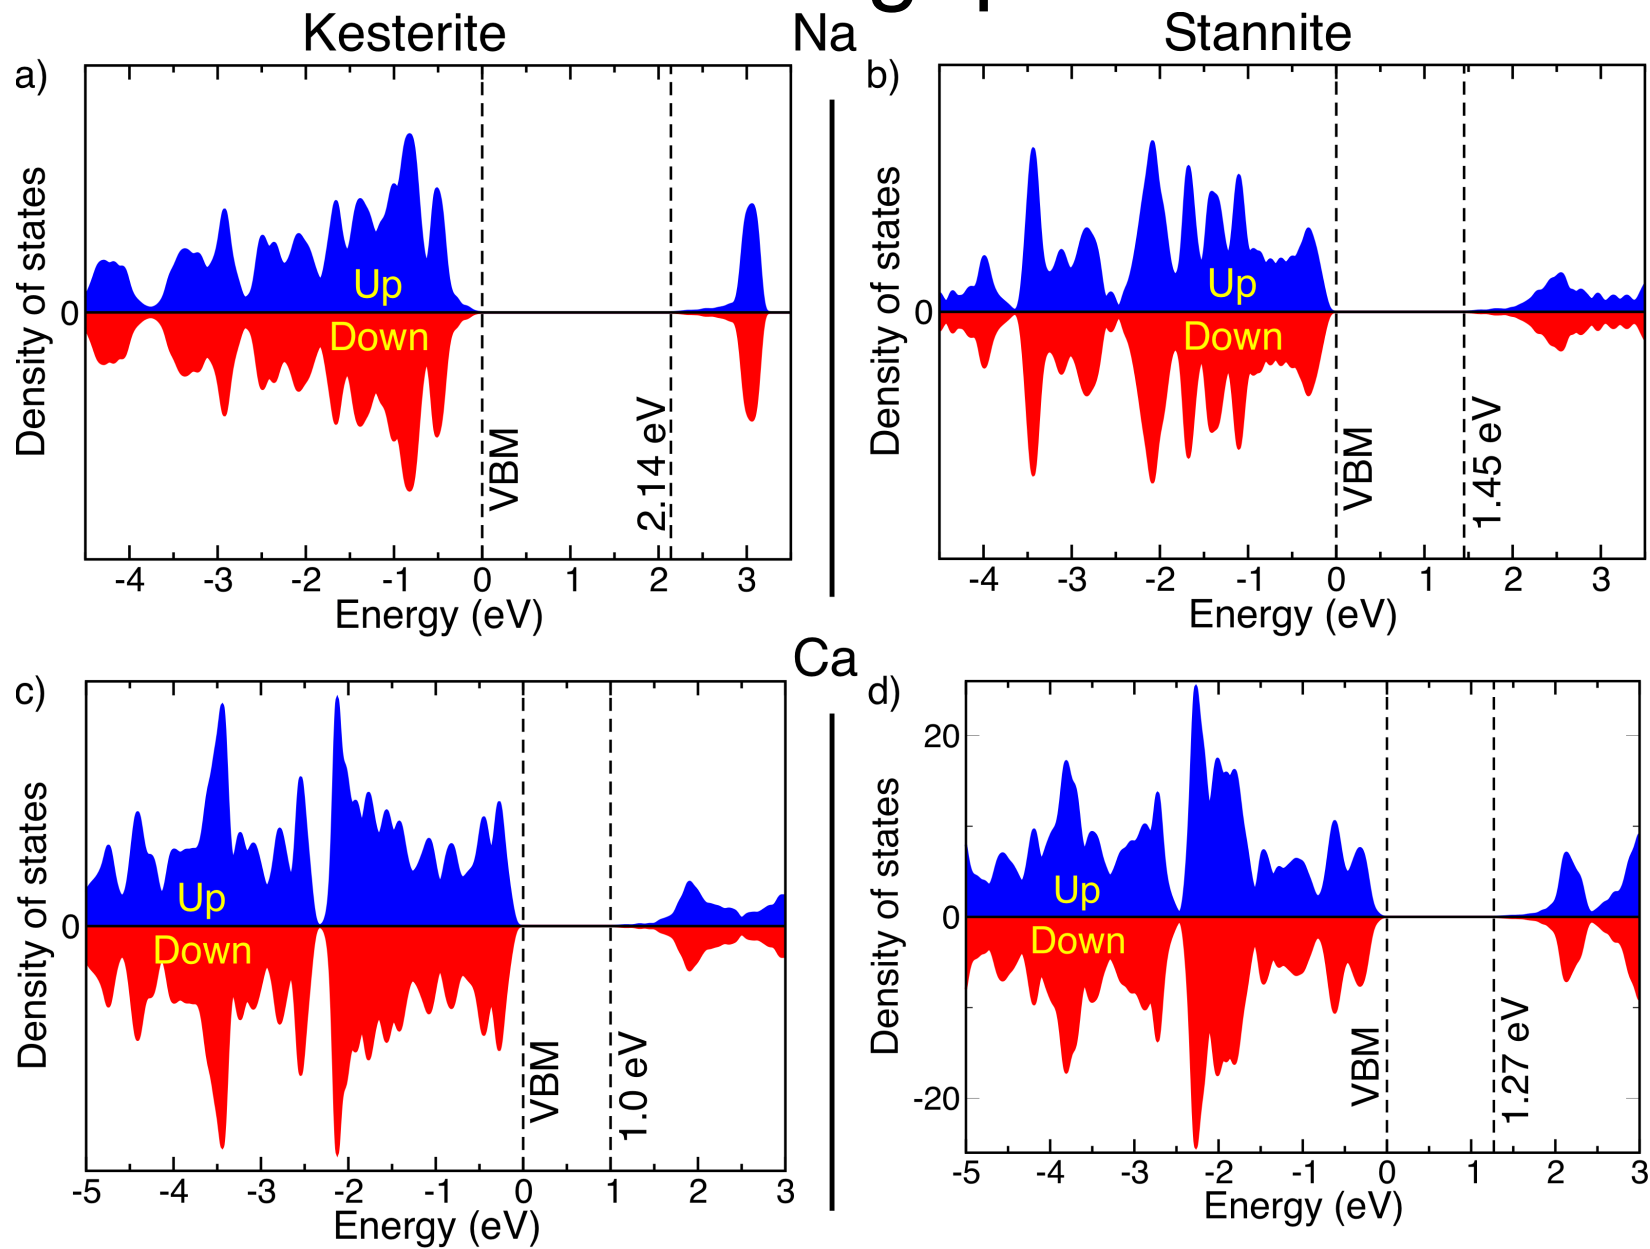 Kesterite
Na
Stannite
a)
Density of states
0
Up
Down
VBM
2.14 eV
-4 -3 -2 -1 0 1 2 3
Energy (eV)
b)
Density of states
0
Up
Down
VBM
1.45 eV
-4 -3 -2 -1 0 1 2 3
Energy (eV)
Ca
c)
Density of states
0
Up
Down
VBM
1.0 eV
-5 -4 -3 -2 -1 0 1 2 3
Energy (eV)
d)
Density of states
20
0
-20
Up
Down
VBM
1.27 eV
-5 -4 -3 -2 -1 0 1 2 3
Energy (eV)